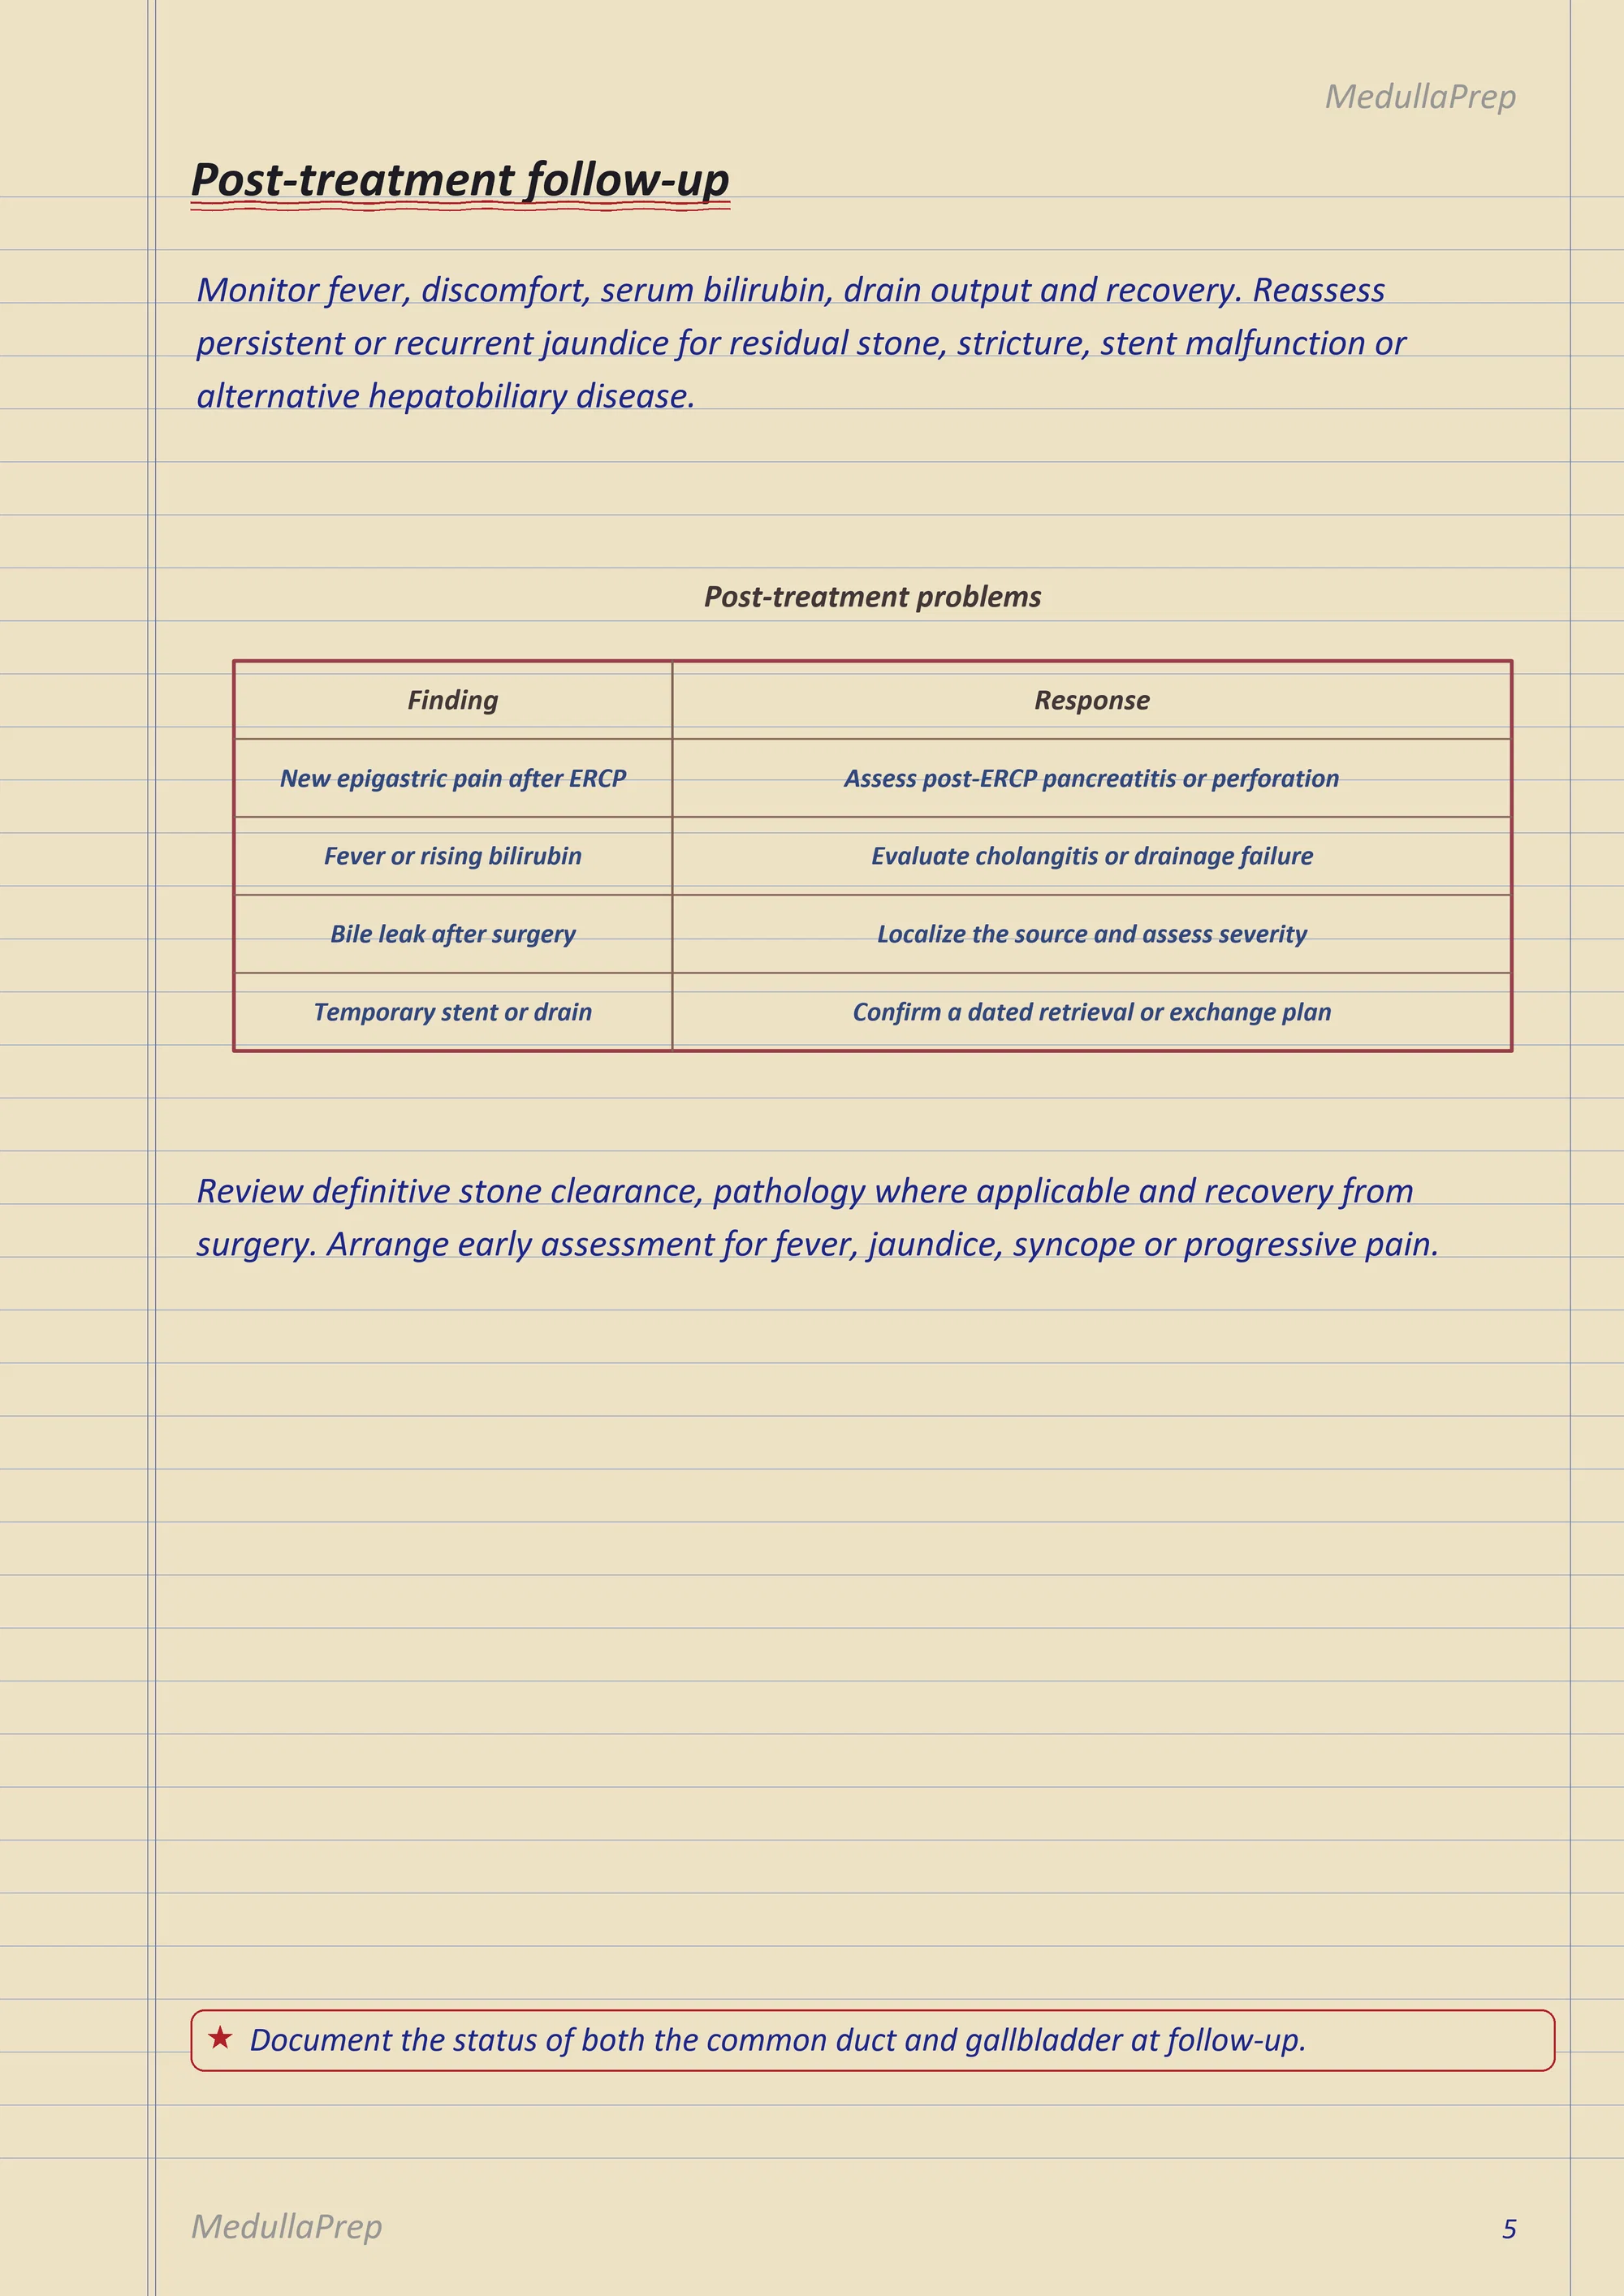 MedullaPrep
Post-treatment follow-up
Monitor fever, discomfort, serum bilirubin, drain output and recovery. Reassess
persistent or recurrent jaundice for residual stone, stricture, stent malfunction or
alternative hepatobiliary disease.
Post-treatment problems
Finding Response
New epigastric pain after ERCP Assess post-ERCP pancreatitis or perforation
Fever or rising bilirubin Evaluate cholangitis or drainage failure
Bile leak after surgery Localize the source and assess severity
Temporary stent or drain Confirm a dated retrieval or exchange plan
Review definitive stone clearance, pathology where applicable and recovery from
surgery. Arrange early assessment for fever, jaundice, syncope or progressive pain.
★ Document the status of both the common duct and gallbladder at follow-up.
MedullaPrep 5